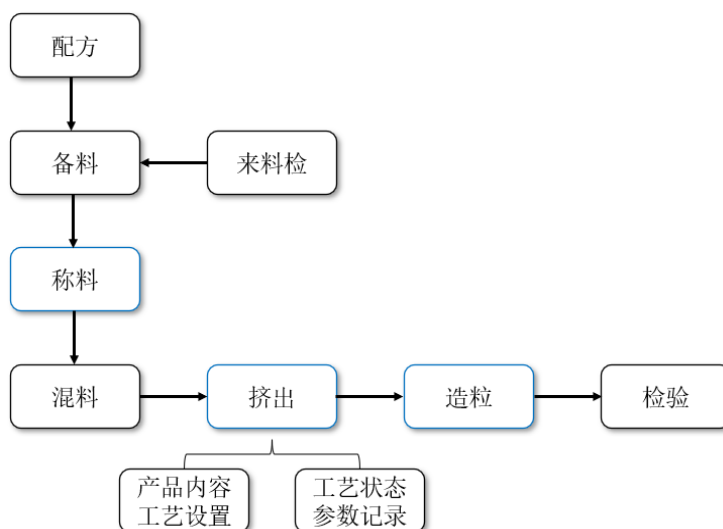 配方
备料
来料检
称料
混料
挤出
造粒
检验
产品内容
工艺设置
工艺状态
参数记录